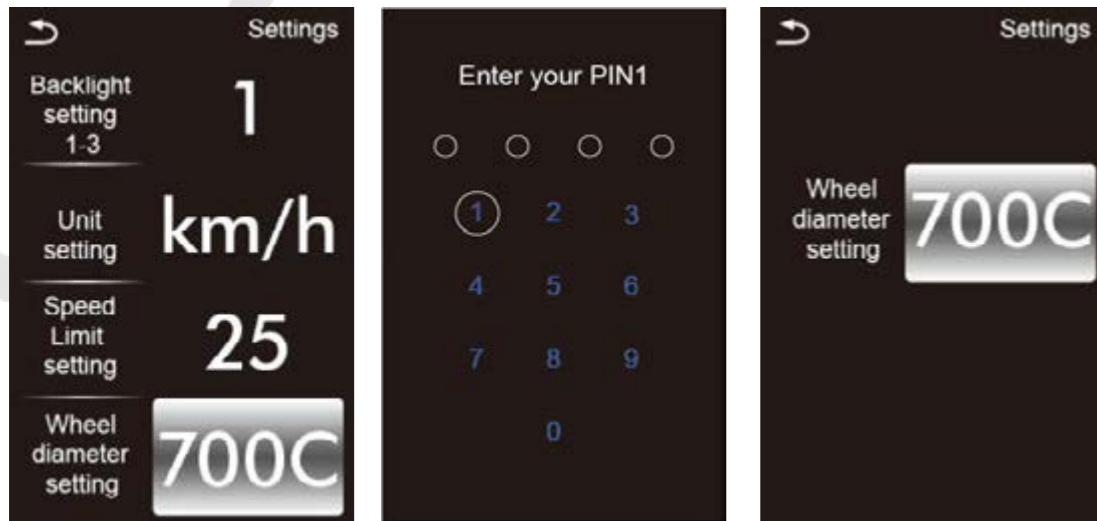 Settings
Backlight
setting
1-3
1
Unit
setting
km/h
Speed
Limit
setting
25
Wheel
diameter
setting
700C
Enter your PIN1
1 2 3
4 5 6
7 8 9
0
Settings
Wheel
diameter
setting
700C